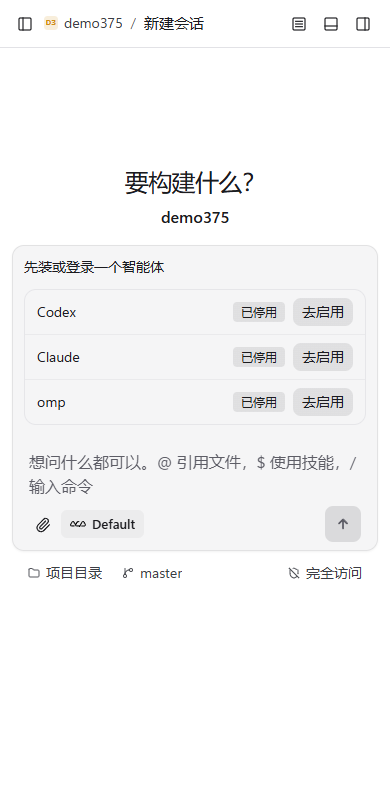 D3 demo375 / 新建会话
要构建什么？
demo375
先装或登录一个智能体
Codex 已停用 去启用
Claude 已停用 去启用
omp 已停用 去启用
想问什么都可以。@ 引用文件，$ 使用技能，/
输入命令
Default
项目目录 master 完全访问